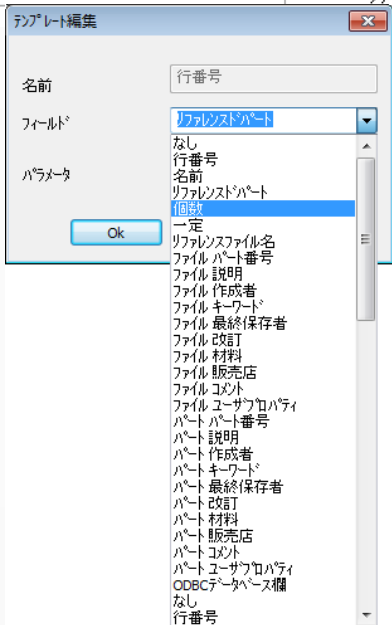 テンプレート編集
名前
行番号
フィールド
リファレンスドパート
パラメータ
Ok
なし
行番号
名前
リファレンスドパート
個数
一定
リファレンスファイル名
ファイル パート番号
ファイル 説明
ファイル 作成者
ファイル キーワード
ファイル 最終保存者
ファイル 改訂
ファイル 材料
ファイル 販売店
ファイル コメント
ファイル ユーザプロパティ
パート パート番号
パート 説明
パート 作成者
パート キーワード
パート 最終保存者
パート 改訂
パート 材料
パート 販売店
パート コメント
パート ユーザプロパティ
ODBCデータベース欄
なし
行番号